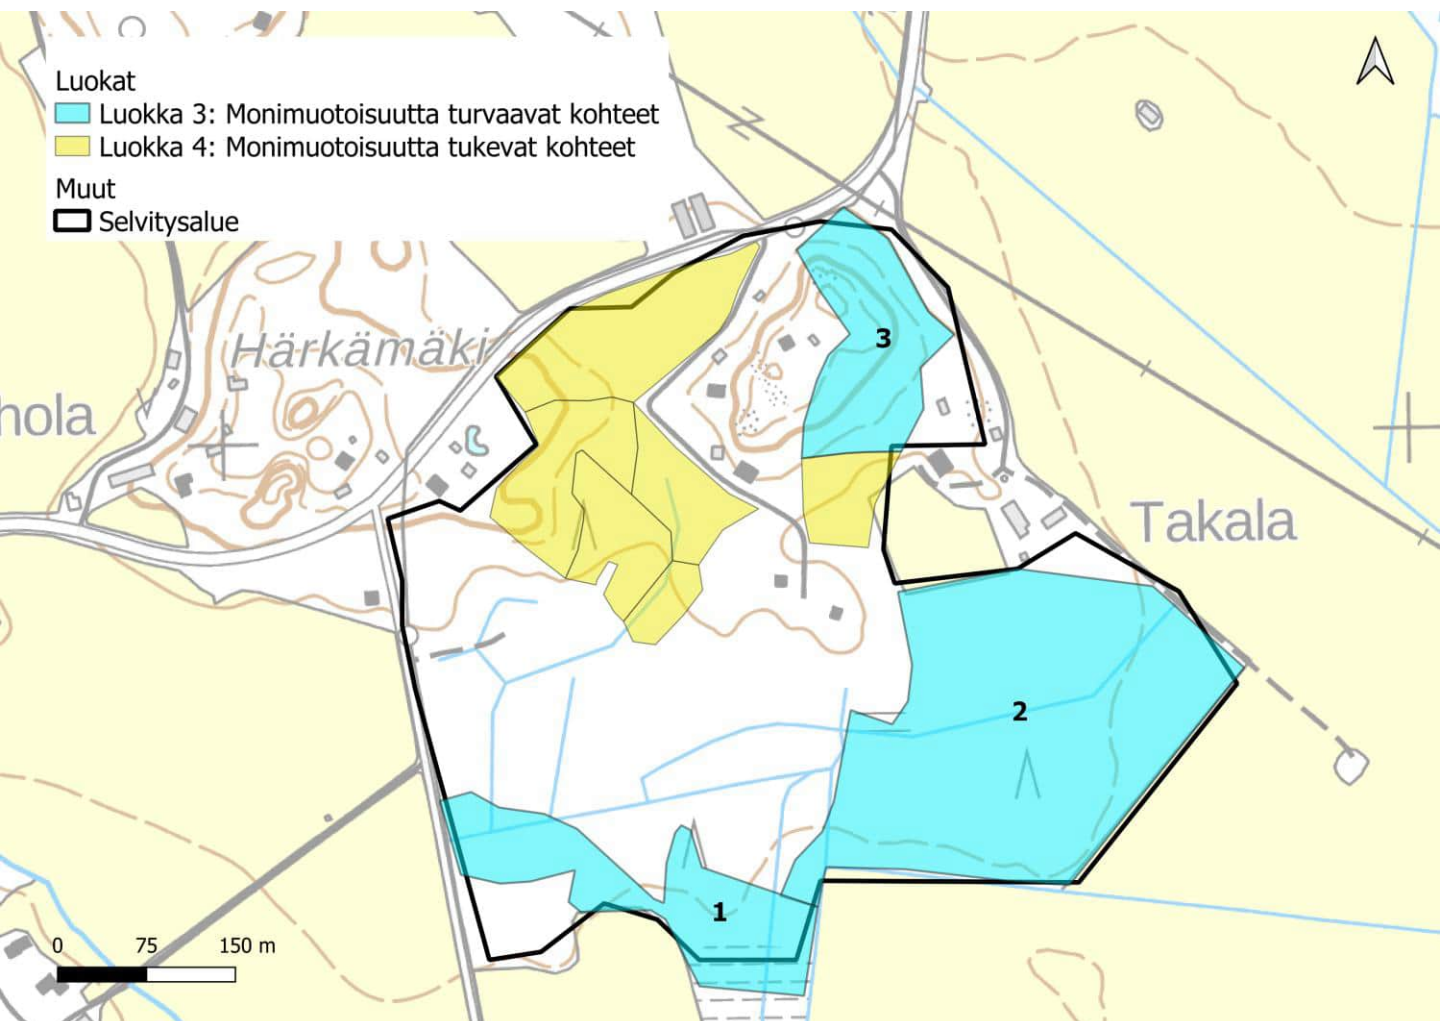 Luokat
Luokka 3: Monimuotoisuutta turvaavat kohteet
Luokka 4: Monimuotoisuutta tukevat kohteet
Muut
Selvitysalue
Härkämäki
3
hola
Takala
2
1
0 75 150 m